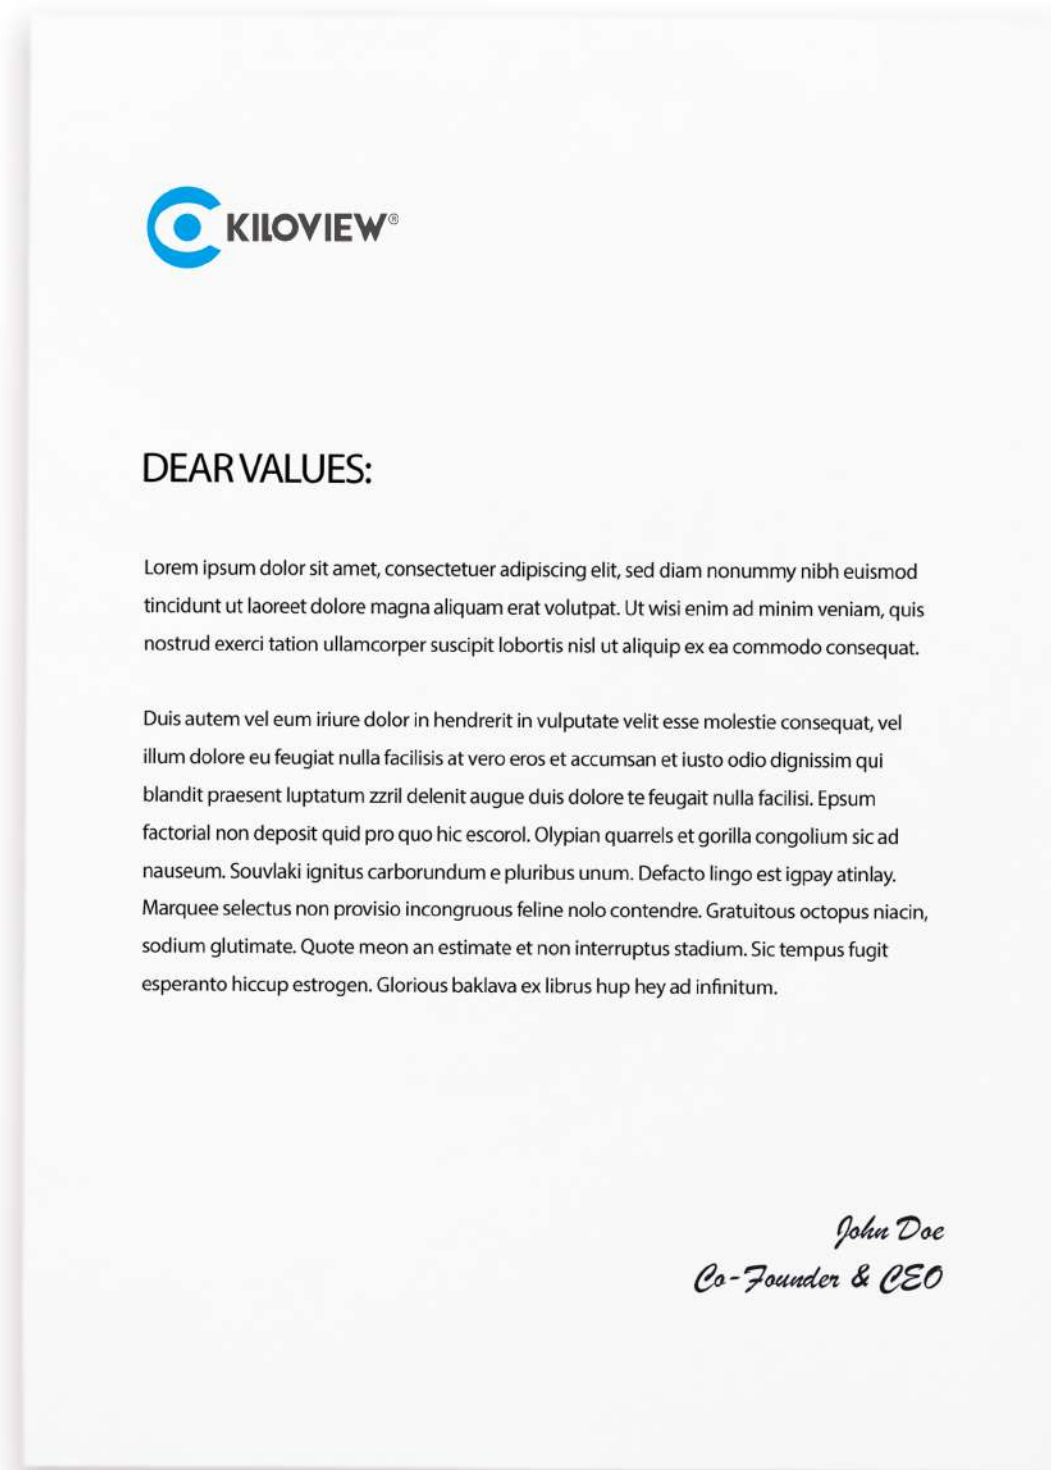 KILOVIEW®
DEAR VALUES:
Lorem ipsum dolor sit amet, consectetuer adipiscing elit, sed diam nonummy nibh euismod
tincidunt ut laoreet dolore magna aliquam erat volutpat. Ut wisi enim ad minim veniam, quis
nostrud exerci tation ullamcorper suscipit lobortis nisl ut aliquip ex ea commodo consequat.
Duis autem vel eum iriure dolor in hendrerit in vulputate velit esse molestie consequat, vel
illum dolore eu feugiat nulla facilisis at vero eros et accumsan et iusto odio dignissim qui
blandit praesent luptatum zzril delenit augue duis dolore te feugait nulla facilisi. Epsum
factorial non deposit quid pro quo hic escorol. Olypian quarrels et gorilla congolium sic ad
nauseum. Souvlaki ignitus carborundum e pluribus unum. Defacto lingo est igpay atinlay.
Marquee selectus non provisio incongruous feline nolo contendre. Gratuitous octopus niacin,
sodium glutimate. Quote meon an estimate et non interruptus stadium. Sic tempus fugit
esperanto hiccup estrogen. Glorious baklava ex librus hup hey ad infinitum.
John Doe
Co-Founder & CEO